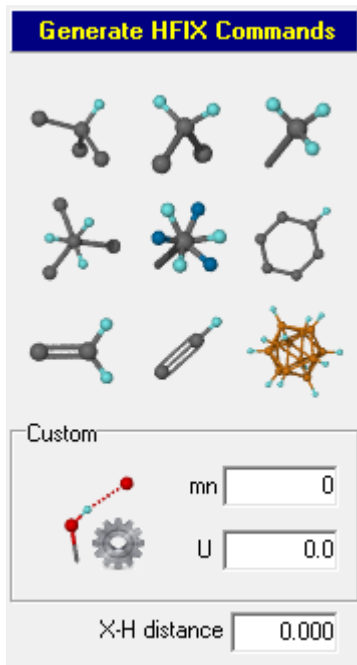 Generate HFIX Commands
Custom
mn 0
U 0.0
X-H distance 0.000